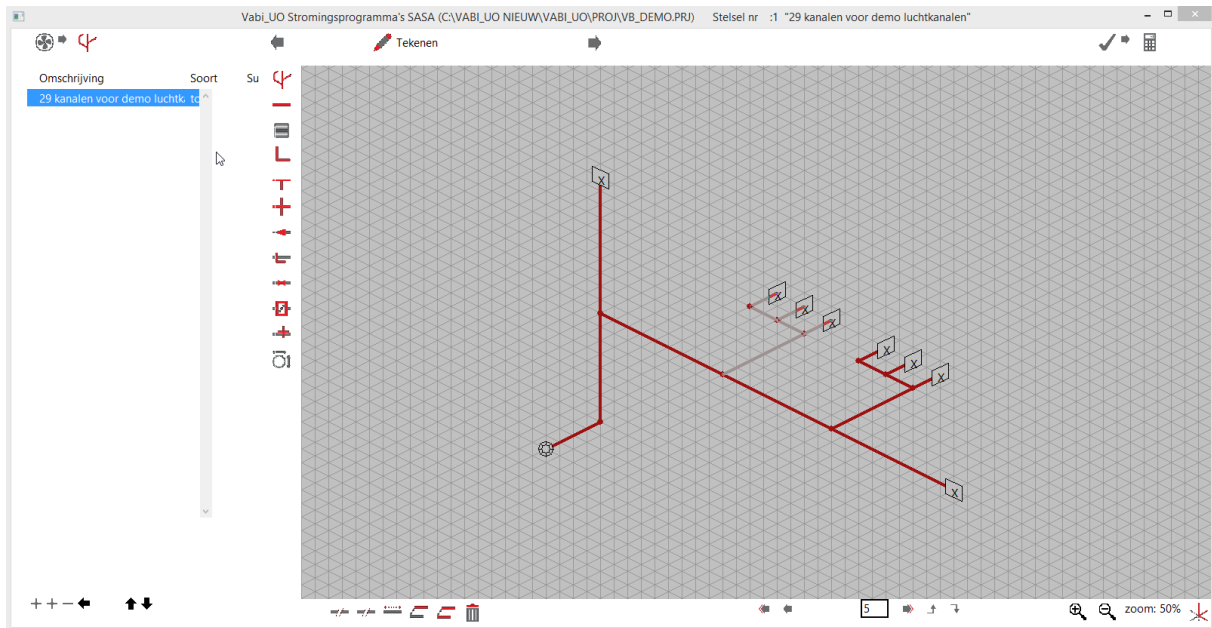 Vabi_UO Stromingsprogramma's SASA (C:\VABI_UO NIEUW\VABI_UO\PROJ\VB_DEMO.PRJ) Stelsel nr :1 "29 kanalen voor demo luchtkanalen"
Tekenen
Omschrijving Soort Su
29 kanalen voor demo luchtk
X
X
X
X
X
X
X
X
5
zoom: 50%